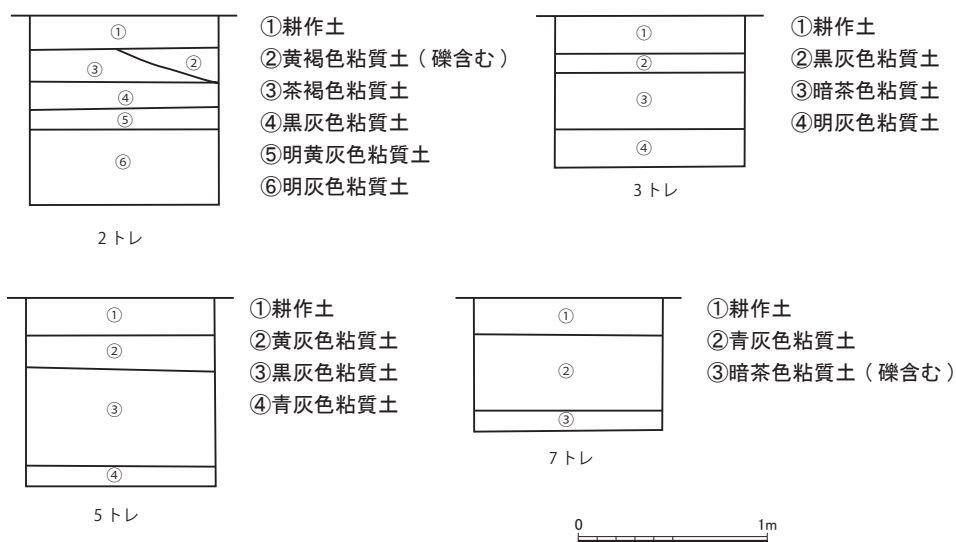 ①
②
③
④
⑤
⑥
2トレ
①耕作土
②黄褐色粘質土(礫含む)
③茶褐色粘質土
④黒灰色粘質土
⑤明黄灰色粘質土
⑥明灰色粘質土
①
②
③
④
3トレ
①耕作土
②黒灰色粘質土
③暗茶色粘質土
④明灰色粘質土
①
②
③
④
5トレ
①耕作土
②黄灰色粘質土
③黒灰色粘質土
④青灰色粘質土
①
②
③
7トレ
①耕作土
②青灰色粘質土
③暗茶色粘質土(礫含む)
0 1m